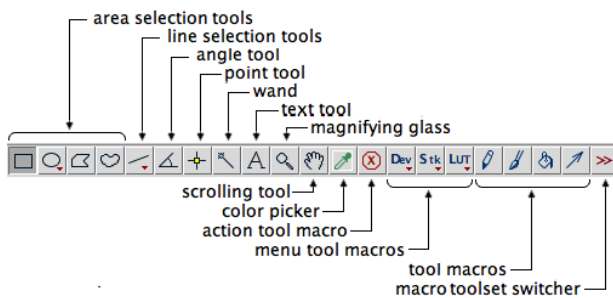 area selection tools
line selection tools
angle tool
point tool
wand
text tool
magnifying glass
A
X
Dev
Stk
LUT
>>
scrolling tool
color picker
action tool macro
menu tool macros
tool macros
macro toolset switcher